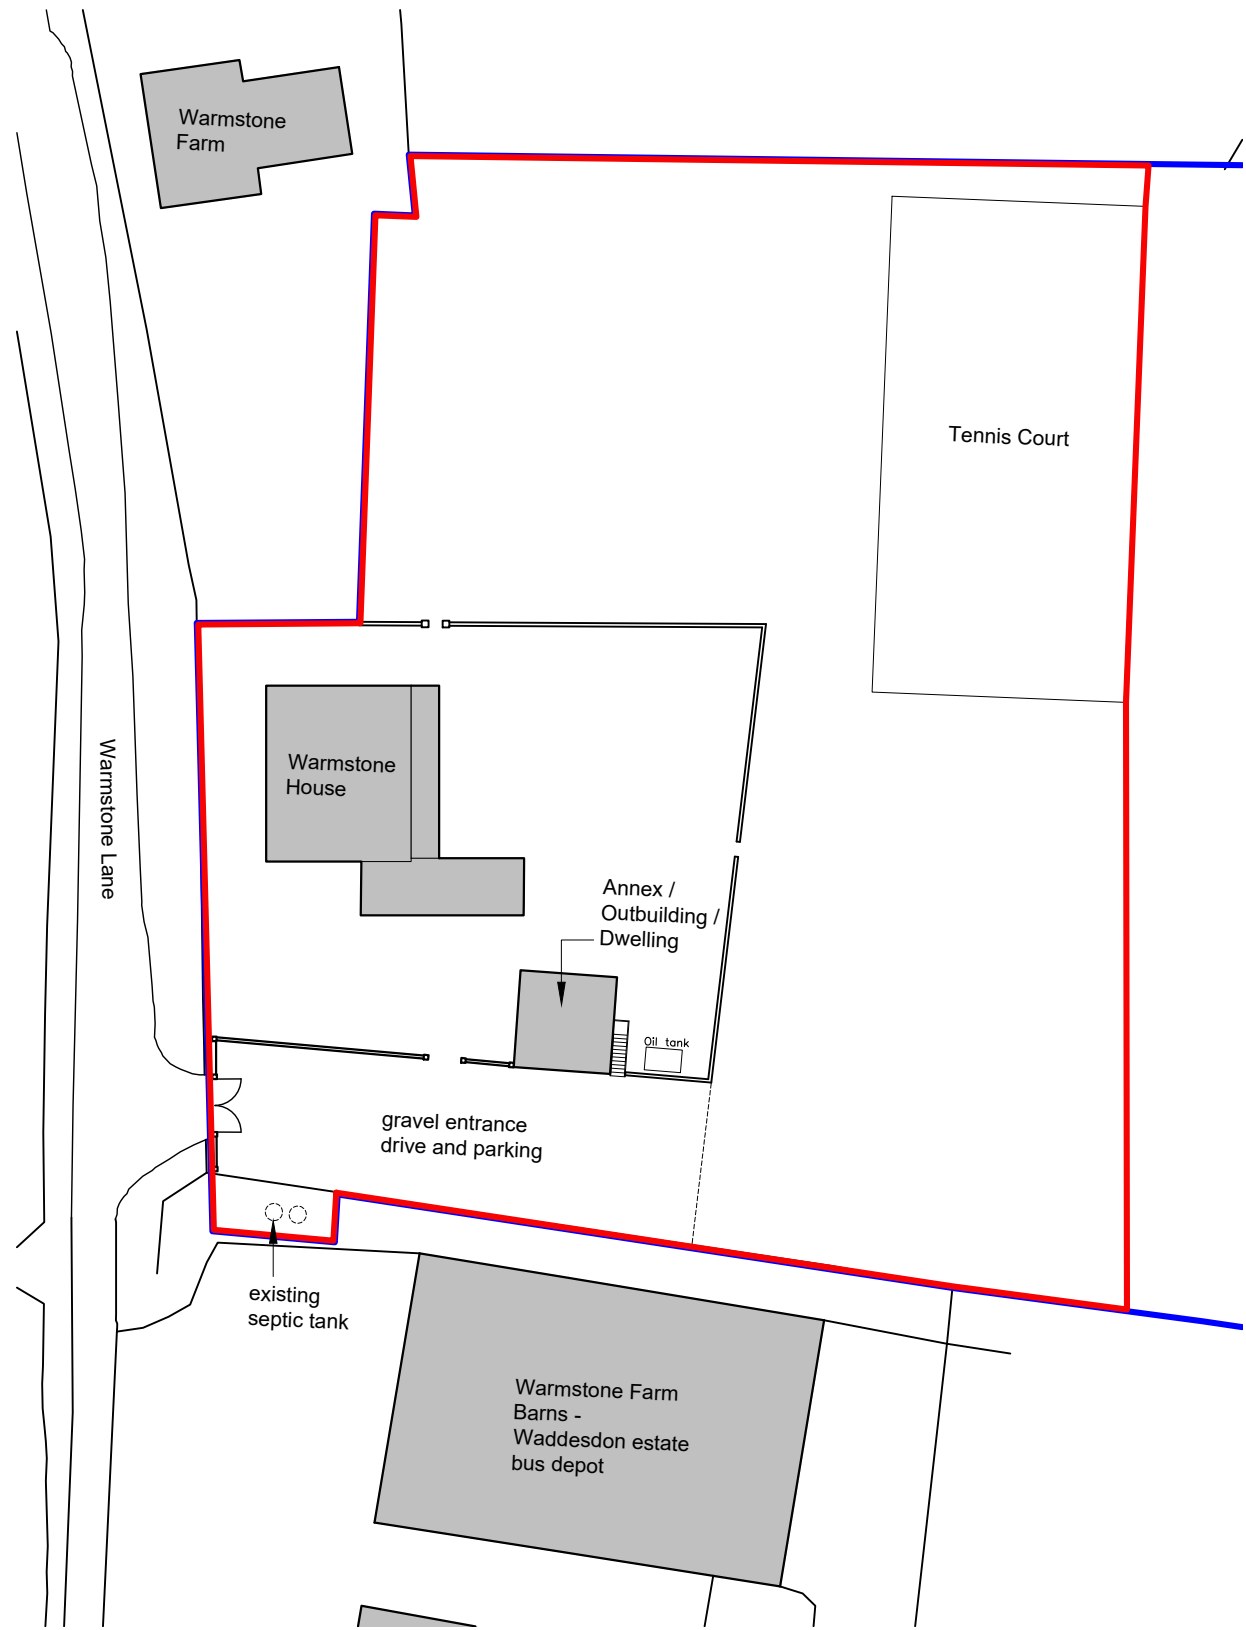 Warmstone
Farm
Tennis Court
Warmstone
House
Warmstone Lane
Annex /
Outbuilding /
Dwelling
Oil tank
gravel entrance
drive and parking
existing
septic tank
Warmstone Farm
Barns -
Waddesdon estate
bus depot